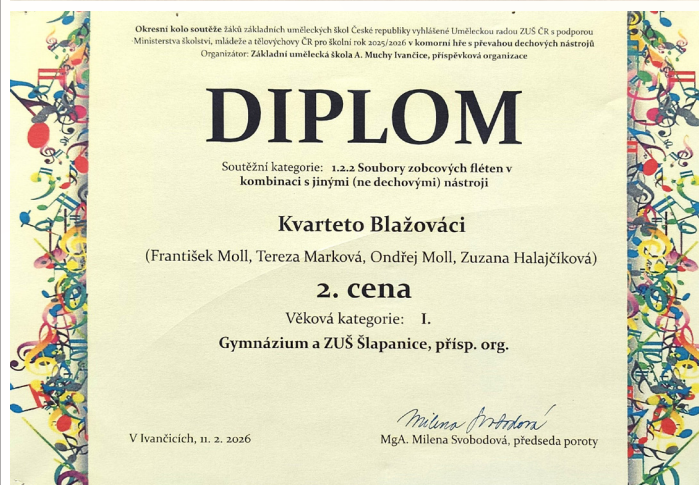 Okresní kolo soutěže žáků základních uměleckých škol České republiky vyhlášené Uměleckou radou ZUŠ ČR s podporou
Ministerstva školství, mládeže a tělovýchovy ČR pro školní rok 2025/2026 v komorní hře s převahou dechových nástrojů
Organizátor: Základní umělecká škola A. Muchy Ivančice, příspěvková organizace
DIPLOM
Soutěžní kategorie: 1.2.2 Soubory zobcových fléten v
kombinaci s jinými (ne dechovými) nástroji
Kvarteto Blažováci
(František Moll, Tereza Marková, Ondřej Moll, Zuzana Halajčíková)
2. cena
Věková kategorie: I.
Gymnázium a ZUŠ Šlapanice, přísp. org.
Milena Svobodová
V Ivančicích, 11. 2. 2026
MgA. Milena Svobodová, předseda poroty